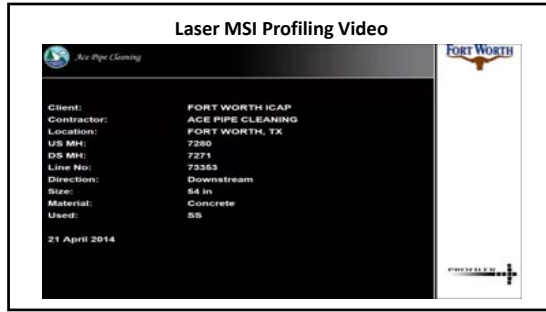 Laser MSI Profiling Video
Ace Pipe Cleaning
FORT WORTH
Client: FORT WORTH ICAP
Contractor: ACE PIPE CLEANING
Location: FORT WORTH, TX
US MH: 7280
DS MH: 7271
Line No: 73353
Direction: Downstream
Size: 54 in
Material: Concrete
Used: SS
21 April 2014
PROFILER